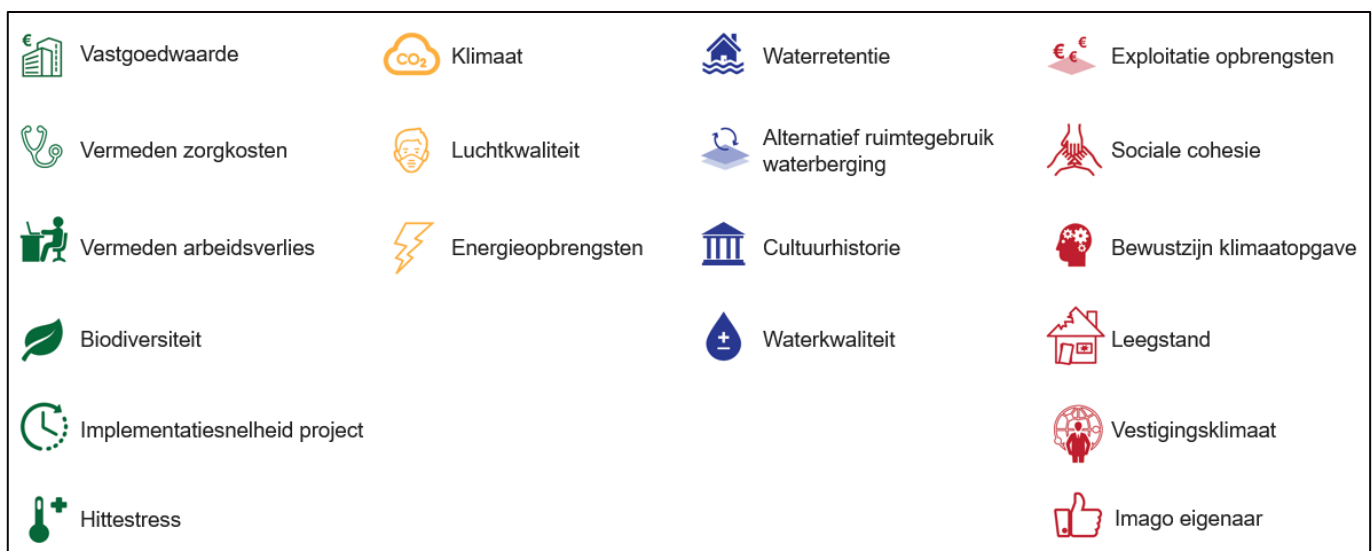 €
Vastgoedwaarde
Vermeden zorgkosten
Vermeden arbeidsverlies
Biodiversiteit
Implementatiesnelheid project
Hittestress
CO₂
Klimaat
Luchtkwaliteit
Energieopbrengsten
Waterretentie
Alternatief ruimtegebruik
waterberging
Cultuurhistorie
±
Waterkwaliteit
€ € €
Exploitatie opbrengsten
Sociale cohesie
Bewustzijn klimaatopgave
Leegstand
Vestigingsklimaat
Imago eigenaar